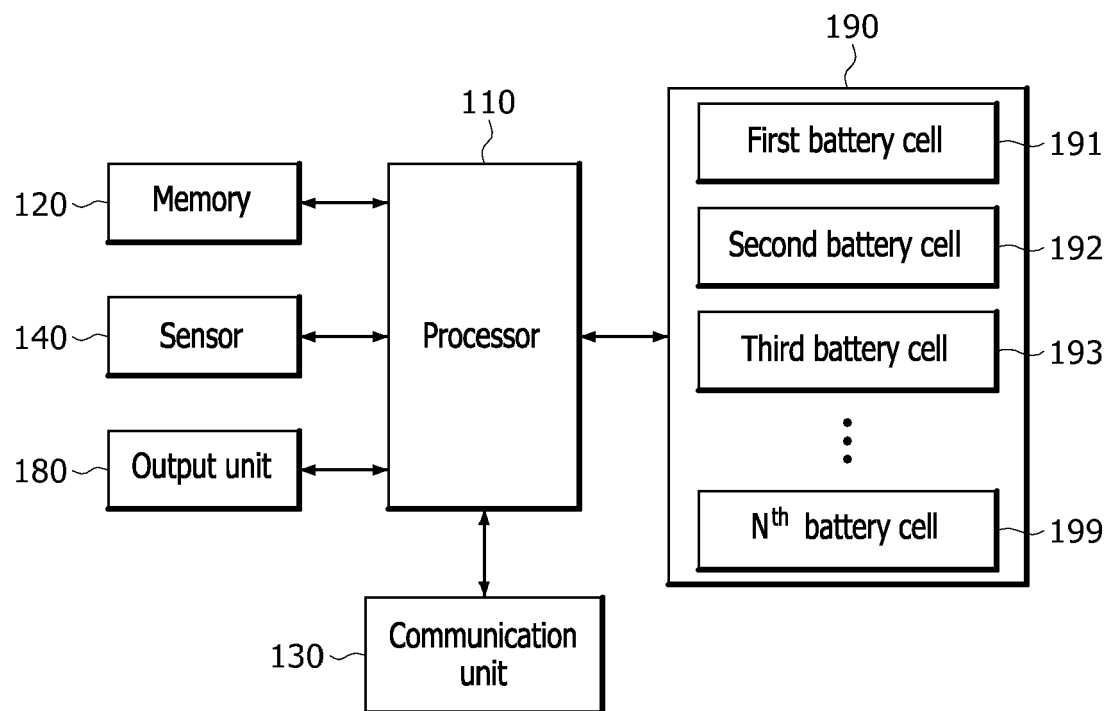 190
110
First battery cell
191
120
Memory
Second battery cell
192
140
Sensor
Processor
Third battery cell
193
180
Output unit
Nth battery cell
199
130
Communication
unit